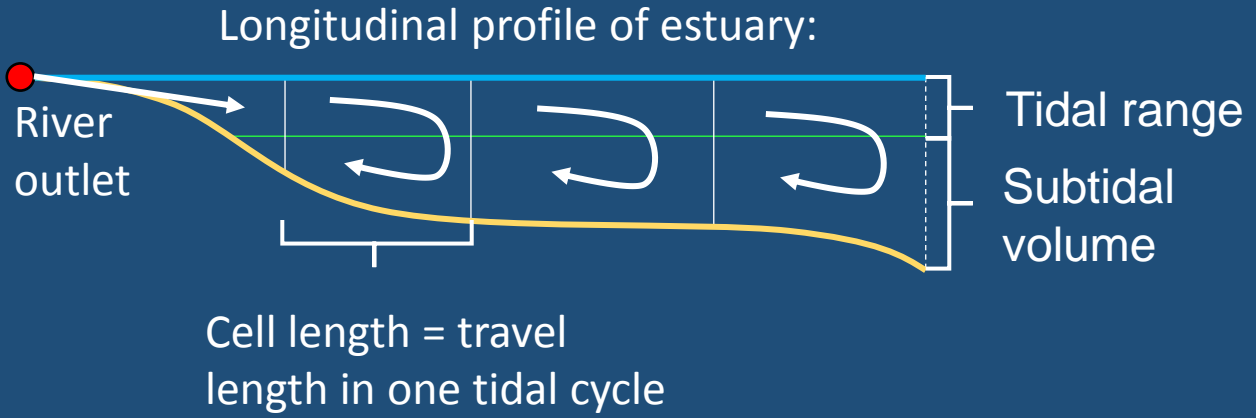 Longitudinal profile of estuary:
River
outlet
Tidal range
Subtidal
volume
Cell length = travel
length in one tidal cycle